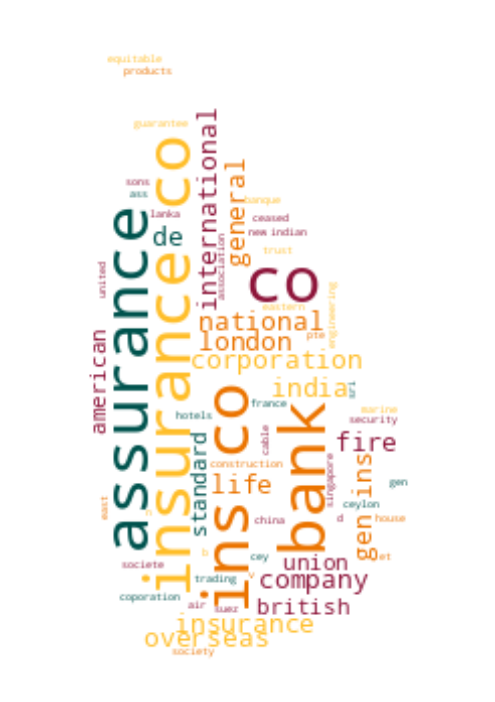 equitable
products
guarantee
insurance co
international
general
sons
ass
lanka
banque
ceased
de
new indian
assurance
association
trust
united
co
eastern
engineering
national
pte
london
american
corporation
india
sri
ins co
france
bank
marine
hotels
security
standard
cable
fire
construction
singapore
gen ins
life
gen
east
ceylon
china
d
house
cey
et
union
societe
trading
v
b
company
coporation
air
suez
british
insurance
overseas
society